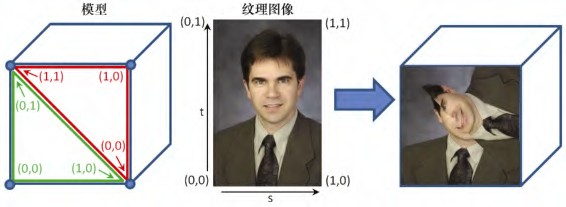 模型
(1,1)
(1,0)
(0,1)
(0,0)
(0,0)
(1,0)
纹理图像
(0,1)
(1,1)
t
(0,0)
(1,0)
s